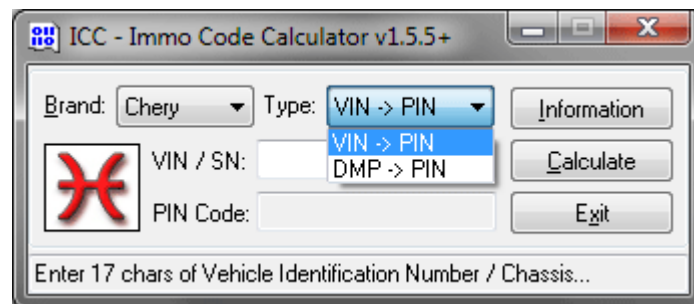 ICC - Immo Code Calculator v1.5.5+
Brand: Chery Type: VIN -> PIN Information
VIN -> PIN
DMP -> PIN
VIN / SN: Calculate
PIN Code: Exit
Enter 17 chars of Vehicle Identification Number / Chassis...